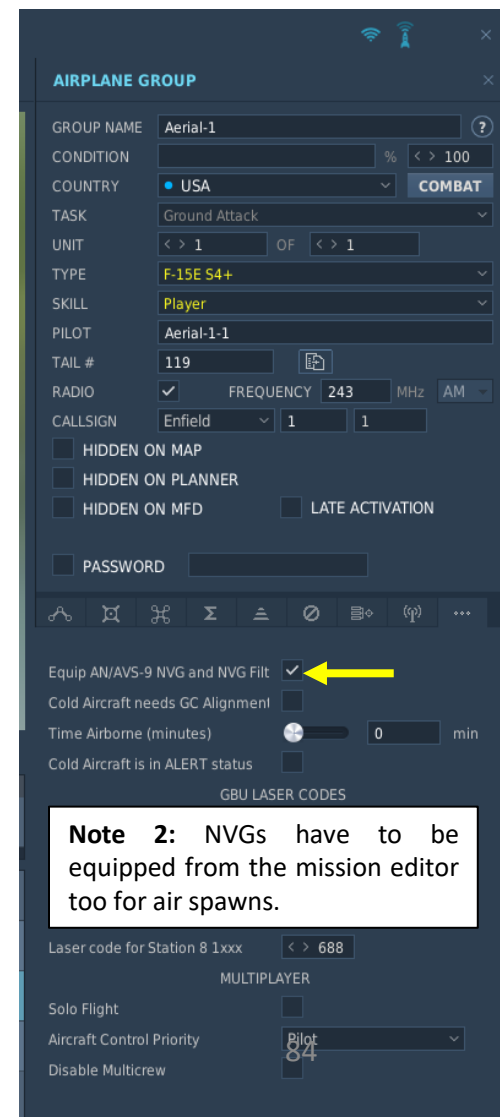 AIRPLANE GROUP
GROUP NAME Aerial-1 ?
CONDITION % < > 100
COUNTRY USA COMBAT
TASK Ground Attack
UNIT < > 1 OF < > 1
TYPE F-15E S4+
SKILL Player
PILOT Aerial-1-1
TAIL # 119
RADIO FREQUENCY 243 MHz AM
CALLSIGN Enfield 1 1
HIDDEN ON MAP
HIDDEN ON PLANNER
HIDDEN ON MFD LATE ACTIVATION
PASSWORD
Equip AN/AVS-9 NVG and NVG Filt
Cold Aircraft needs GC Alignment
Time Airborne (minutes) 0 min
Cold Aircraft is in ALERT status
GBU LASER CODES
Note 2: NVGs have to be
equipped from the mission editor
too for air spawns.
Laser code for Station 8 1xxx < > 688
MULTIPLAYER
Solo Flight
Aircraft Control Priority Pilot
84
Disable Multicrew